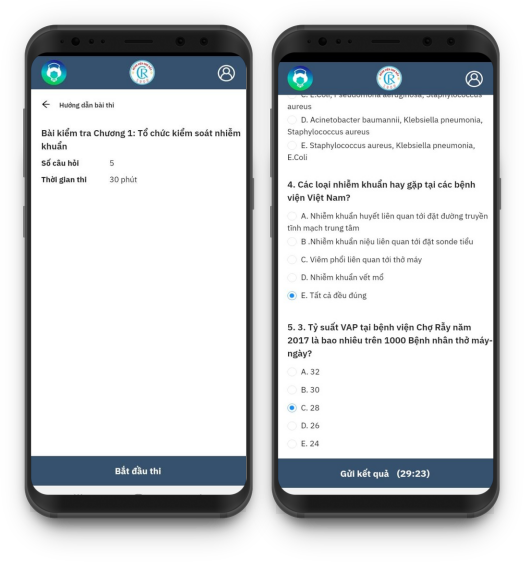 Hướng dẫn bài thi
Bài kiểm tra Chương 1: Tổ chức kiểm soát nhiễm
khuẩn
Số câu hỏi 5
Thời gian thi 30 phút
Bắt đầu thi
C. E.Coli, Pseudomonia aeruginosa, Staphylococcus
aureus
D. Acinetobacter baumannii, Klebsiella pneumonia,
Staphylococcus aureus
E. Staphylococcus aureus, Klebsiella pneumonia,
E.Coli
4. Các loại nhiễm khuẩn hay gặp tại các bệnh
viện Việt Nam?
A. Nhiễm khuẩn huyết liên quan tới đặt đường truyền
tĩnh mạch trung tâm
B .Nhiễm khuẩn niệu liên quan tới đặt sonde tiểu
C. Viêm phổi liên quan tới thở máy
D. Nhiễm khuẩn vết mổ
E. Tất cả đều đúng
5. 3. Tỷ suất VAP tại bệnh viện Chợ Rẫy năm
2017 là bao nhiêu trên 1000 Bệnh nhân thở máy-
ngày?
A. 32
B. 30
C. 28
D. 26
E. 24
Gửi kết quả (29:23)